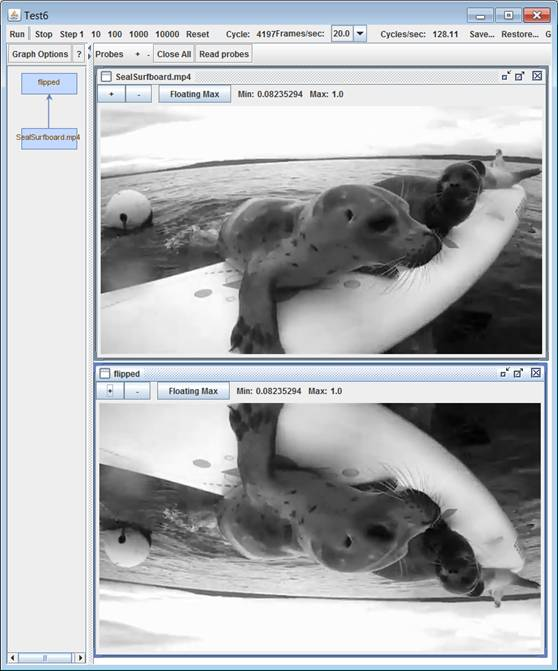 Test6
Run Stop Step 1 10 100 1000 10000 Reset Cycle: 4197Frames/sec: 20.0 Cycles/sec: 128.11 Save... Restore... G
Graph Options ? Probes + - Close All Read probes
flipped
SealSurfboard.mp4
SealSurfboard.mp4
+ - Floating Max Min: 0.08235294 Max: 1.0
flipped
+ - Floating Max Min: 0.08235294 Max: 1.0